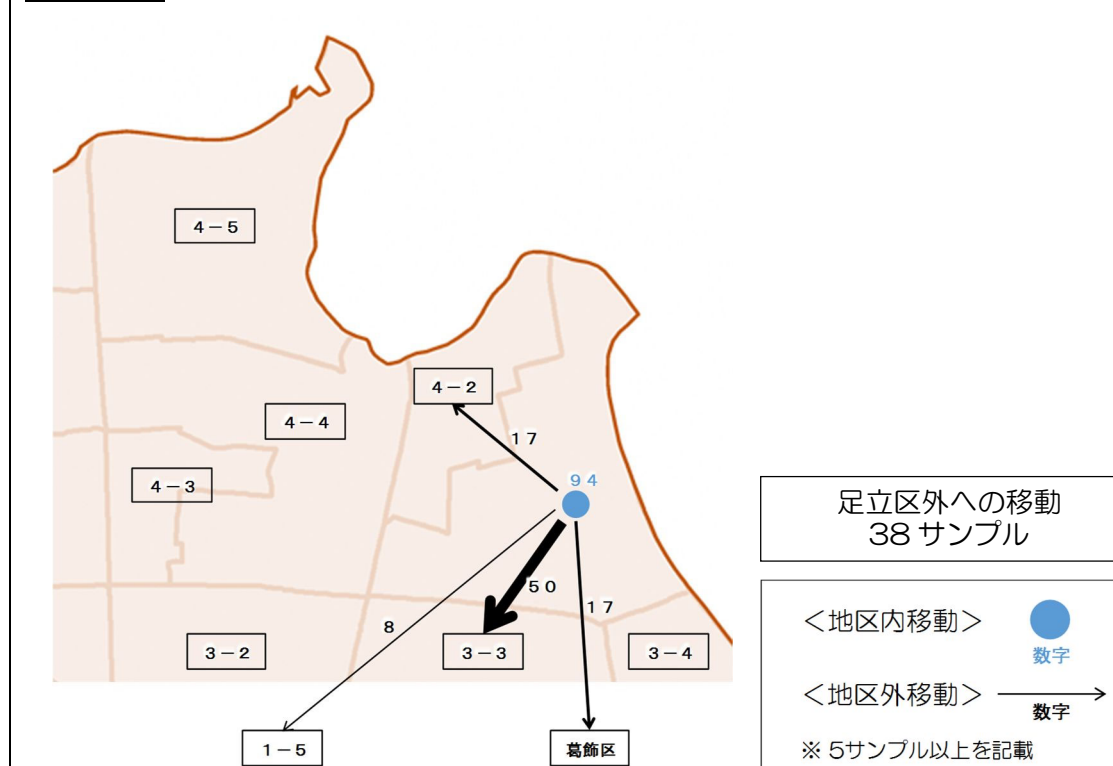 4－5
4－2
4－4
17
4－3
94
足立区外への移動
38 サンプル
50
17
8
3－2
3－3
3－4
＜地区内移動＞
数字
＜地区外移動＞
数字
1－5
葛飾区
※ 5サンプル以上を記載